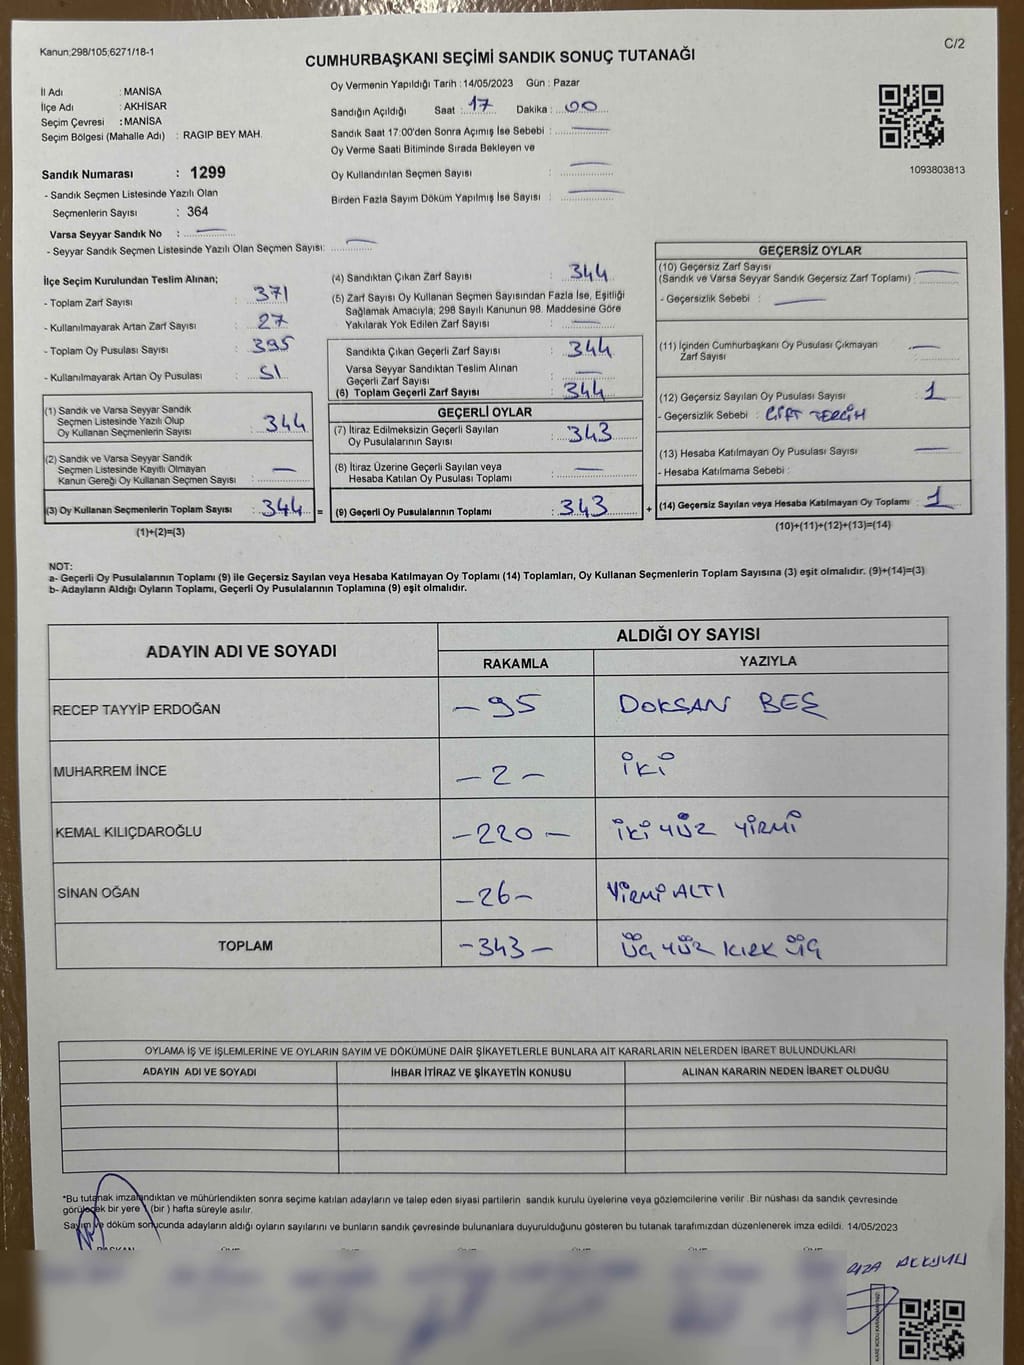 Kanun;298/105;6271/18-1
C/2
CUMHURBAŞKANI SEÇİMİ SANDIK SONUÇ TUTANAĞI
İl Adı : MANİSA
İlçe Adı : AKHİSAR
Seçim Çevresi : MANİSA
Seçim Bölgesi (Mahalle Adı) : RAGIP BEY MAH.
Sandık Numarası : 1299
- Sandık Seçmen Listesinde Yazılı Olan
Seçmenlerin Sayısı : 364
Varsa Seyyar Sandık No : —
- Seyyar Sandık Seçmen Listesinde Yazılı Olan Seçmen Sayısı: —
Oy Vermenin Yapıldığı Tarih : 14/05/2023 Gün : Pazar
Sandığın Açıldığı Saat : 17 Dakika : 00
Sandık Saat 17:00'den Sonra Açımış İse Sebebi : —
Oy Verme Saati Bitiminde Sırada Bekleyen ve
Oy Kullandırılan Seçmen Sayısı : —
Birden Fazla Sayım Döküm Yapılmış İse Sayısı : —
1093803813
İlçe Seçim Kurulundan Teslim Alınan;
- Toplam Zarf Sayısı : 371
- Kullanılmayarak Artan Zarf Sayısı : 27
- Toplam Oy Pusulası Sayısı : 395
- Kullanılmayarak Artan Oy Pusulası : 51
(1) Sandık ve Varsa Seyyar Sandık
Seçmen Listesinde Yazılı Olup
Oy Kullanan Seçmenlerin Sayısı : 344
(2) Sandık ve Varsa Seyyar Sandık
Seçmen Listesinde Kayıtlı Olmayan
Kanun Gereği Oy Kullanan Seçmen Sayısı : —
(3) Oy Kullanan Seçmenlerin Toplam Sayısı : 344 =
(1)+(2)=(3)
(4) Sandıktan Çıkan Zarf Sayısı : 344
(5) Zarf Sayısı Oy Kullanan Seçmen Sayısından Fazla İse, Eşitliği
Sağlamak Amacıyla; 298 Sayılı Kanunun 98. Maddesine Göre
Yakılarak Yok Edilen Zarf Sayısı : —
Sandıkta Çıkan Geçerli Zarf Sayısı : 344
Varsa Seyyar Sandıktan Teslim Alınan
Geçerli Zarf Sayısı : —
(6) Toplam Geçerli Zarf Sayısı : 344
GEÇERLİ OYLAR
(7) İtiraz Edilmeksizin Geçerli Sayılan
Oy Pusulalarının Sayısı : 343
(8) İtiraz Üzerine Geçerli Sayılan veya
Hesaba Katılan Oy Pusulası Toplamı : —
(9) Geçerli Oy Pusulalarının Toplamı : 343 +
GEÇERSİZ OYLAR
(10) Geçersiz Zarf Sayısı
(Sandık ve Varsa Seyyar Sandık Geçersiz Zarf Toplamı) : —
- Geçersizlik Sebebi : —
(11) İçinden Cumhurbaşkanı Oy Pusulası Çıkmayan
Zarf Sayısı : —
(12) Geçersiz Sayılan Oy Pusulası Sayısı : 1
- Geçersizlik Sebebi : ÇİFT TERCİH
(13) Hesaba Katılmayan Oy Pusulası Sayısı : —
- Hesaba Katılmama Sebebi :
(14) Geçersiz Sayılan veya Hesaba Katılmayan Oy Toplamı : 1
(10)+(11)+(12)+(13)=(14)
NOT:
a- Geçerli Oy Pusulalarının Toplamı (9) ile Geçersiz Sayılan veya Hesaba Katılmayan Oy Toplamı (14) Toplamları, Oy Kullanan Seçmenlerin Toplam Sayısına (3) eşit olmalıdır. (9)+(14)=(3)
b- Adayların Aldığı Oyların Toplamı, Geçerli Oy Pusulalarının Toplamına (9) eşit olmalıdır.
ADAYIN ADI VE SOYADI
ALDIĞI OY SAYISI
RAKAMLA YAZIYLA
RECEP TAYYİP ERDOĞAN — 95 DOKSAN BEŞ
MUHARREM İNCE — 2 — İKİ
KEMAL KILIÇDAROĞLU — 220 — İKİ YÜZ YİRMİ
SİNAN OĞAN — 26 — YİRMİ ALTI
TOPLAM — 343 — ÜÇ YÜZ KIRK ÜÇ
OYLAMA İŞ VE İŞLEMLERİNE VE OYLARIN SAYIM VE DÖKÜMÜNE DAİR ŞİKAYETLERLE BUNLARA AİT KARARLARIN NELERDEN İBARET BULUNDUKLARI
ADAYIN ADI VE SOYADI İHBAR İTİRAZ VE ŞİKAYETİN KONUSU ALINAN KARARIN NEDEN İBARET OLDUĞU
*Bu tutanak imzalandıktan ve mühürlendikten sonra seçime katılan adayların ve talep eden siyasi partilerin sandık kurulu üyelerine veya gözlemcilerine verilir .Bir nüshası da sandık çevresinde
görülecek bir yere (bir ) hafta süreyle asılır.
Sayım ve döküm sonucunda adayların aldığı oyların sayılarını ve bunların sandık çevresinde bulunanlara duyurulduğunu gösteren bu tutanak tarafımızdan düzenlenerek imza edildi. 14/05/2023
BAŞKAN